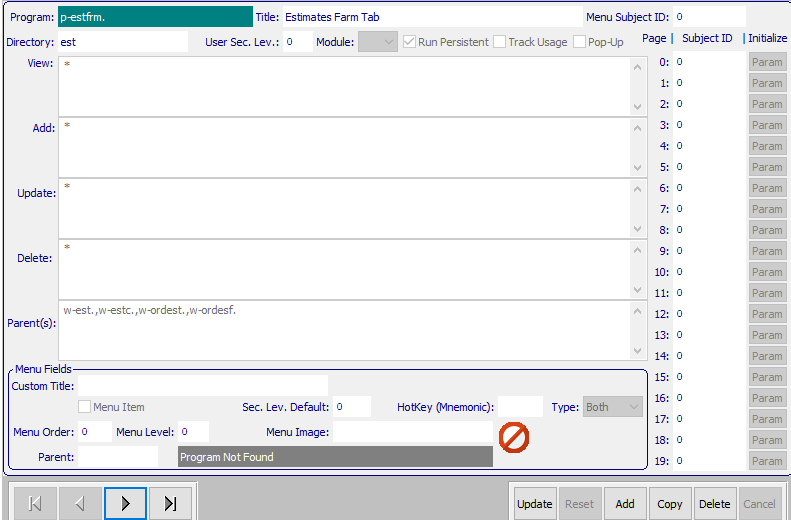 Program: p-estfrm. Title: Estimates Farm Tab Menu Subject ID: 0
Directory: est User Sec. Lev.: 0 Module: Run Persistent Track Usage Pop-Up Page | Subject ID | Initialize
View: * 0: 0 Param
1: 0 Param
2: 0 Param
Add: * 3: 0 Param
4: 0 Param
5: 0 Param
Update: * 6: 0 Param
7: 0 Param
8: 0 Param
Delete: * 9: 0 Param
10: 0 Param
11: 0 Param
Parent(s): w-est.,w-estc.,w-ordest.,w-ordesf. 12: 0 Param
13: 0 Param
14: 0 Param
Menu Fields
Custom Title: 15: 0 Param
Menu Item Sec. Lev. Default: 0 HotKey (Mnemonic): Type: Both 16: 0 Param
17: 0 Param
Menu Order: 0 Menu Level: 0 Menu Image: 18: 0 Param
Parent: Program Not Found 19: 0 Param
Update Reset Add Copy Delete Cancel